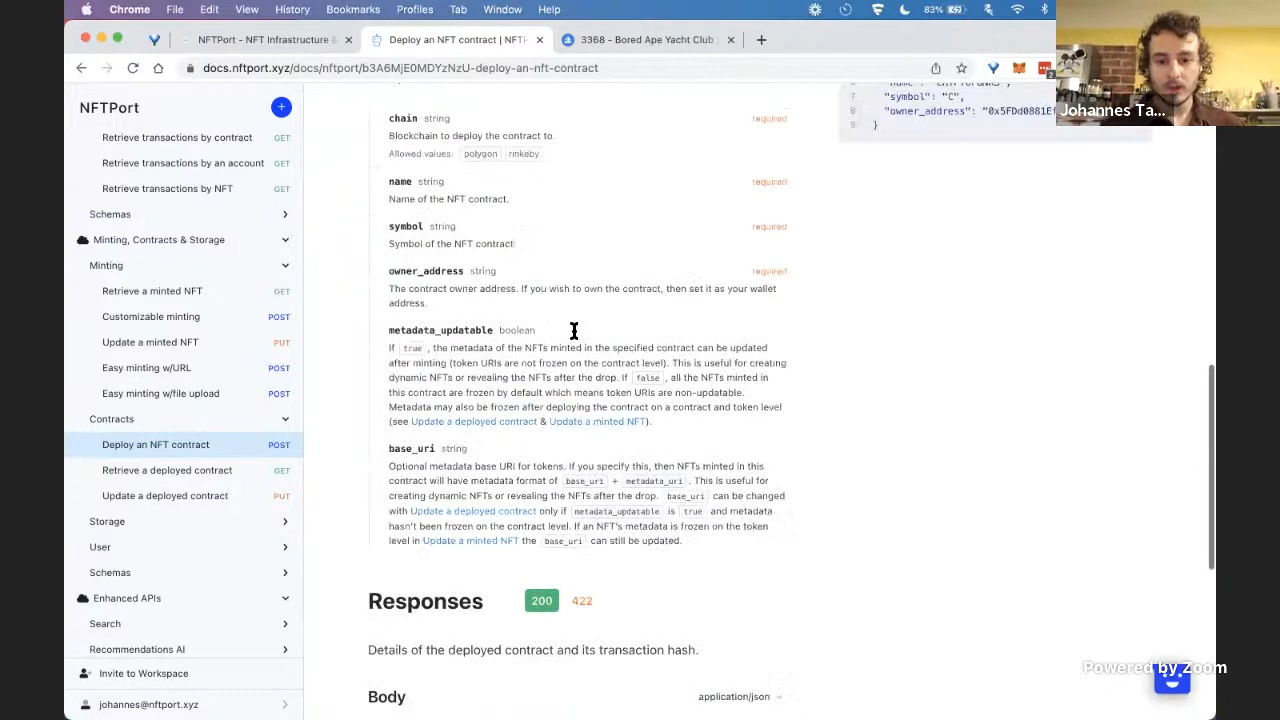 Chrome File Edit View History Bookmarks Profiles Tab Window Help 83%
NFTPort - NFT Infrastructure &
Deploy an NFT contract | NFTP
3368 - Bored Ape Yacht Club |
docs.nftport.xyz/docs/nftport/b3A6MjE0MDYzNzU-deploy-an-nft-contract
2
Johannes Ta...
NFTPort
Retrieve transactions by contract GET
Retrieve transactions by an account GET
Retrieve transactions by NFT GET
Schemas
Minting, Contracts & Storage
Minting
Retrieve a minted NFT GET
Customizable minting POST
Update a minted NFT PUT
Easy minting w/URL POST
Easy minting w/file upload POST
Contracts
Deploy an NFT contract POST
Retrieve a deployed contract GET
Update a deployed contract PUT
Storage
User
Schemas
Enhanced APIs
Search
Recommendations AI
Invite to Workspace
johannes@nftport.xyz
chain string required
Blockchain to deploy the contract to.
Allowed values: polygon rinkeby
name string required
Name of the NFT contract.
symbol string required
Symbol of the NFT contract
owner_address string required
The contract owner address. If you wish to own the contract, then set it as your wallet
address.
metadata_updatable boolean
If true, the metadata of the NFTs minted in the specified contract can be updated
after minting (token URIs are not frozen on the contract level). This is useful for creating
dynamic NFTs or revealing the NFTs after the drop. If false, all the NFTs minted in
this contract are frozen by default which means token URIs are non-updatable.
Metadata may also be frozen after deploying the contract on a contract and token level
(see Update a deployed contract & Update a minted NFT).
base_uri string
Optional metadata base URI for tokens. If you specify this, then NFTs minted in this
contract will have metadata format of base_uri + metadata_uri. This is useful for
creating dynamic NFTs or revealing the NFTs after the drop. base_uri can be changed
with Update a deployed contract only if metadata_updatable is true and metadata
hasn't been frozen on the contract level. If an NFT's metadata is frozen on the token
level in Update a minted NFT the base_uri can still be updated.
Responses 200 422
Details of the deployed contract and its transaction hash.
Body application/json
7 "symbol": "C",
"owner_address": "0x5FDd0881Ef
}
Powered by Zoom